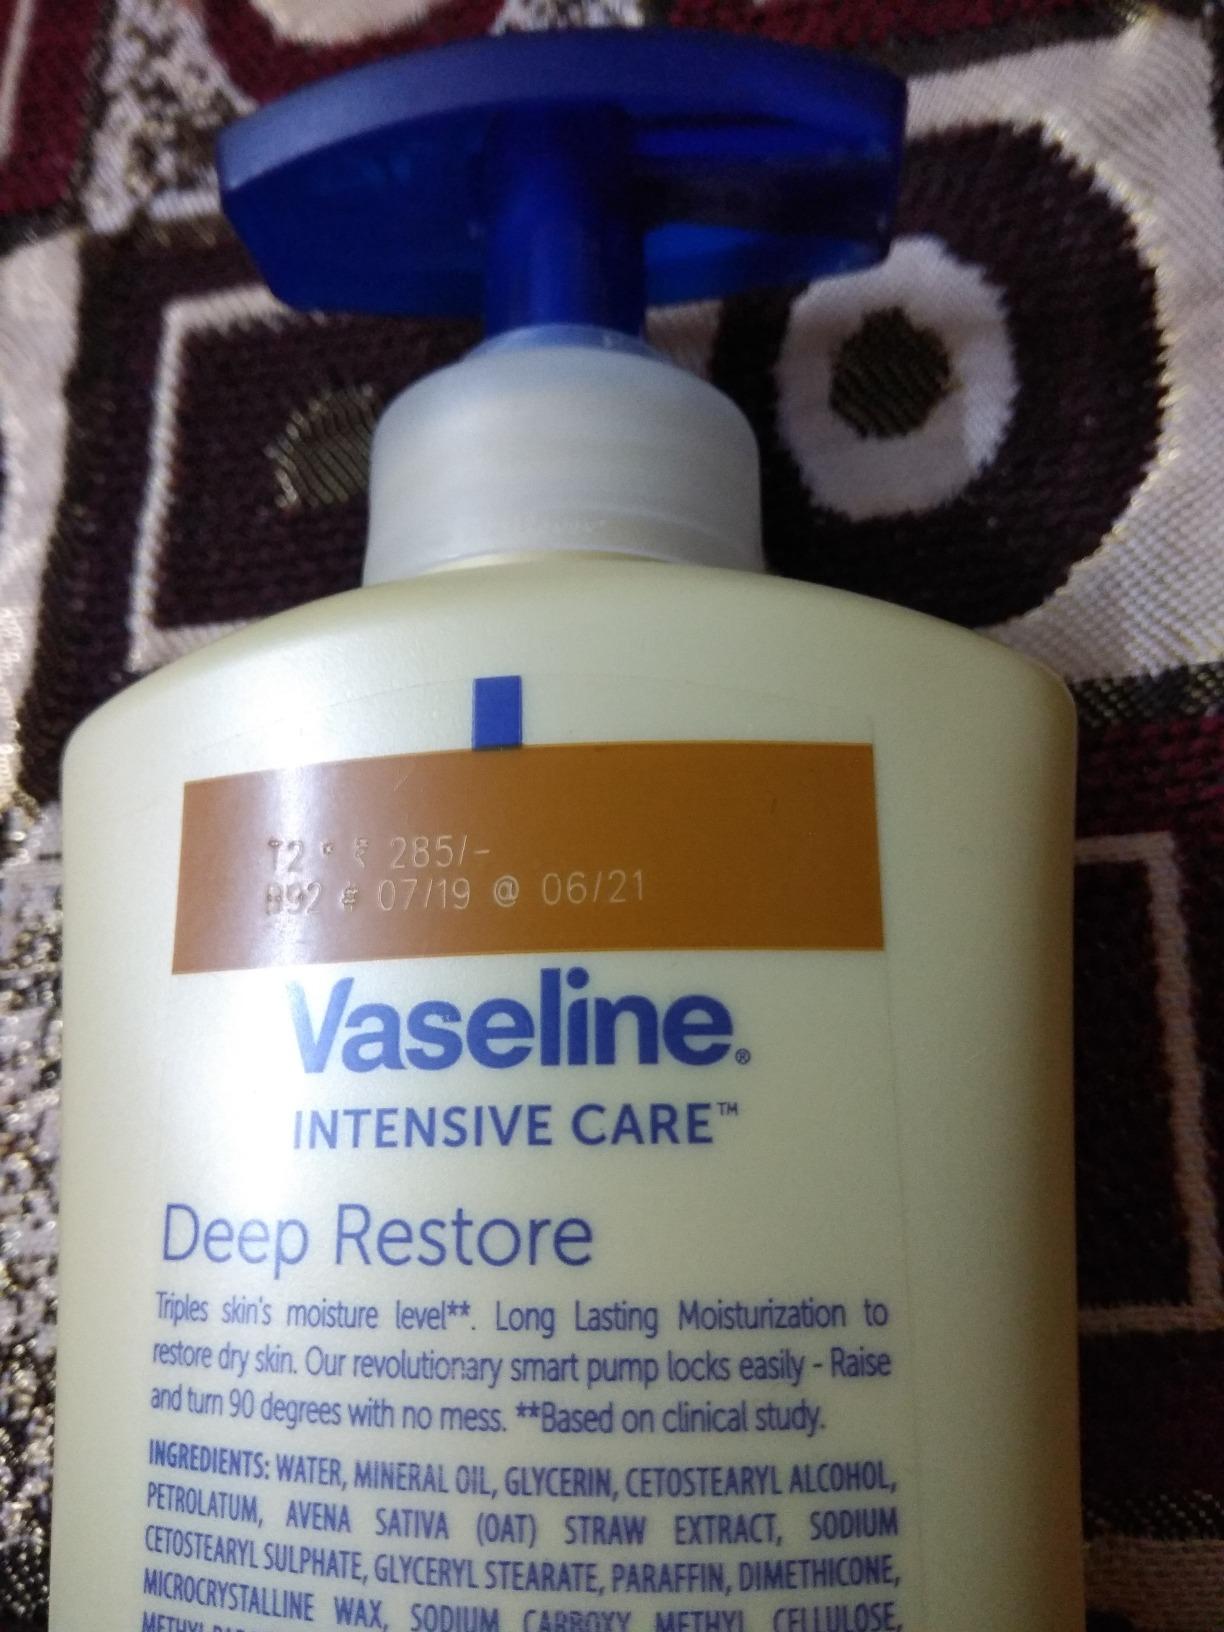 T2 * ₹ 285/-
B92 # 07/19 @ 06/21
Vaseline®
INTENSIVE CARE™
Deep Restore
Triples skin's moisture level**. Long Lasting Moisturization to
restore dry skin. Our revolutionary smart pump locks easily - Raise
and turn 90 degrees with no mess. **Based on clinical study.
INGREDIENTS: WATER, MINERAL OIL, GLYCERIN, CETOSTEARYL ALCOHOL,
PETROLATUM, AVENA SATIVA (OAT) STRAW EXTRACT, SODIUM
CETOSTEARYL SULPHATE, GLYCERYL STEARATE, PARAFFIN, DIMETHICONE,
MICROCRYSTALLINE WAX, SODIUM CARBOXY METHYL CELLULOSE,
METHYL